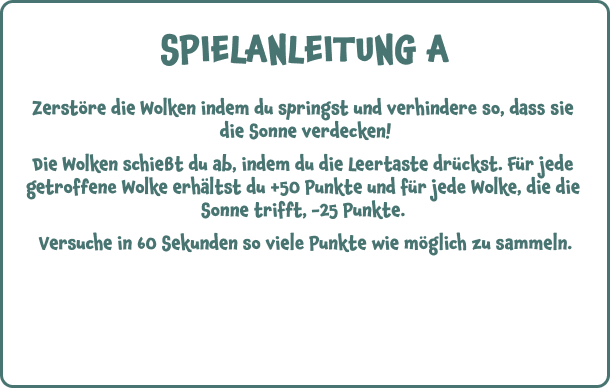 SPIELANLEITUNG A
Zerstöre die Wolken indem du springst und verhindere so, dass sie
die Sonne verdecken!
Die Wolken schießt du ab, indem du die Leertaste drückst. Für jede
getroffene Wolke erhältst du +50 Punkte und für jede Wolke, die die
Sonne trifft, -25 Punkte.
Versuche in 60 Sekunden so viele Punkte wie möglich zu sammeln.